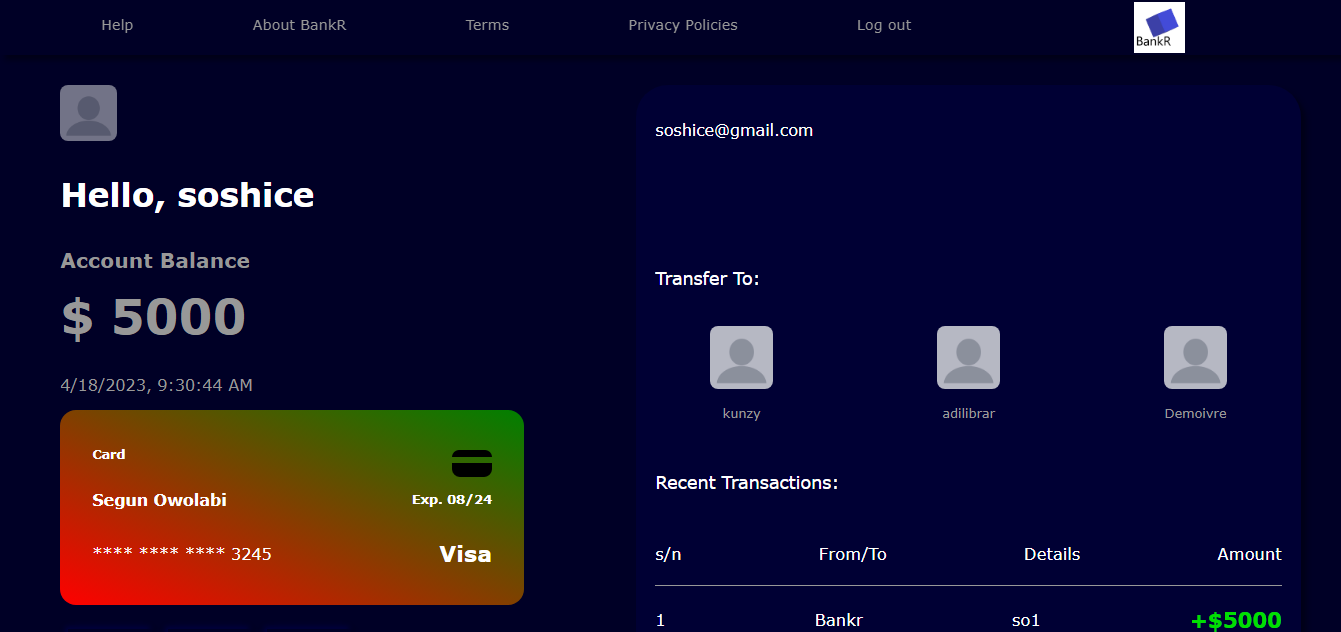 Help About BankR Terms Privacy Policies Log out
BankR
Hello, soshice
Account Balance
$ 5000
4/18/2023, 9:30:44 AM
Card
Segun Owolabi Exp. 08/24
**** **** **** 3245 Visa
soshice@gmail.com
Transfer To:
kunzy adilibrar Demoivre
Recent Transactions:
s/n From/To Details Amount
1 Bankr so1 +$5000